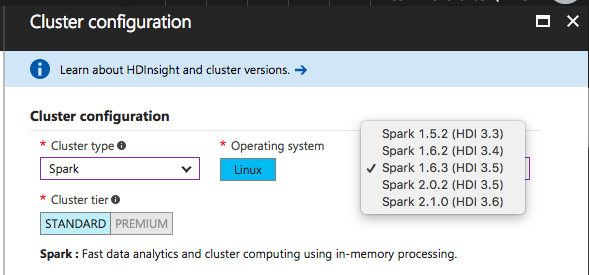 Cluster configuration
Learn about HDInsight and cluster versions. →
Cluster configuration
* Cluster type
* Operating system
Spark
Linux
Spark 1.5.2 (HDI 3.3)
Spark 1.6.2 (HDI 3.4)
✓ Spark 1.6.3 (HDI 3.5)
Spark 2.0.2 (HDI 3.5)
Spark 2.1.0 (HDI 3.6)
* Cluster tier
STANDARD PREMIUM
Spark : Fast data analytics and cluster computing using in-memory processing.